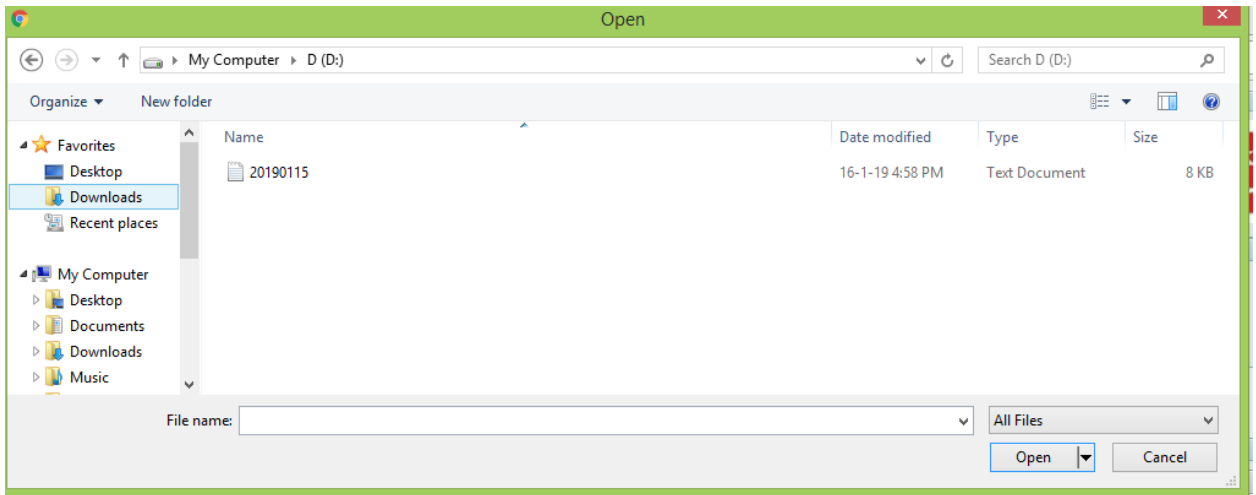 Open
My Computer D (D:) Search D (D:)
Organize New folder
Name Date modified Type Size
Favorites
Desktop 20190115 16-1-19 4:58 PM Text Document 8 KB
Downloads
Recent places
My Computer
Desktop
Documents
Downloads
Music
File name: All Files
Open Cancel